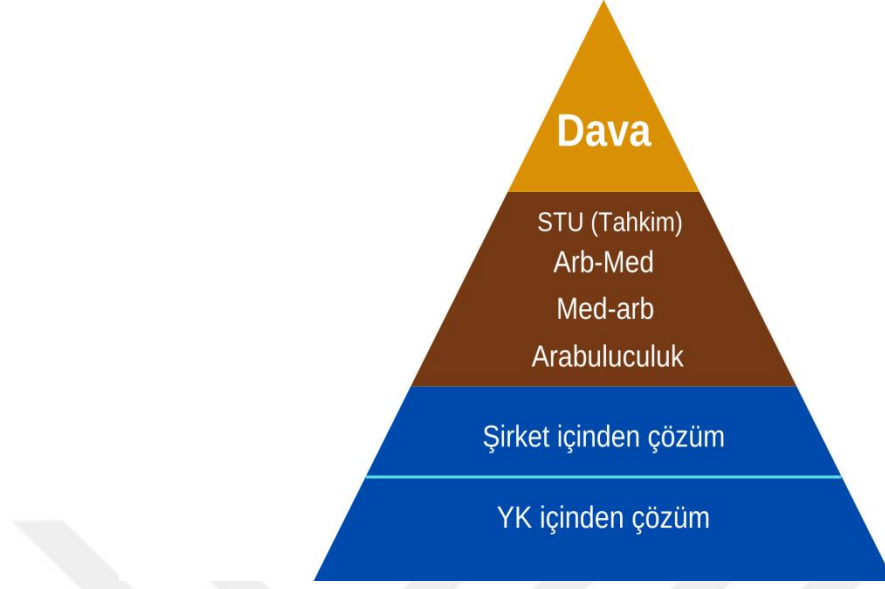 Dava
STU (Tahkim)
Arb-Med
Med-arb
Arabuluculuk
Şirket içinden çözüm
YK içinden çözüm